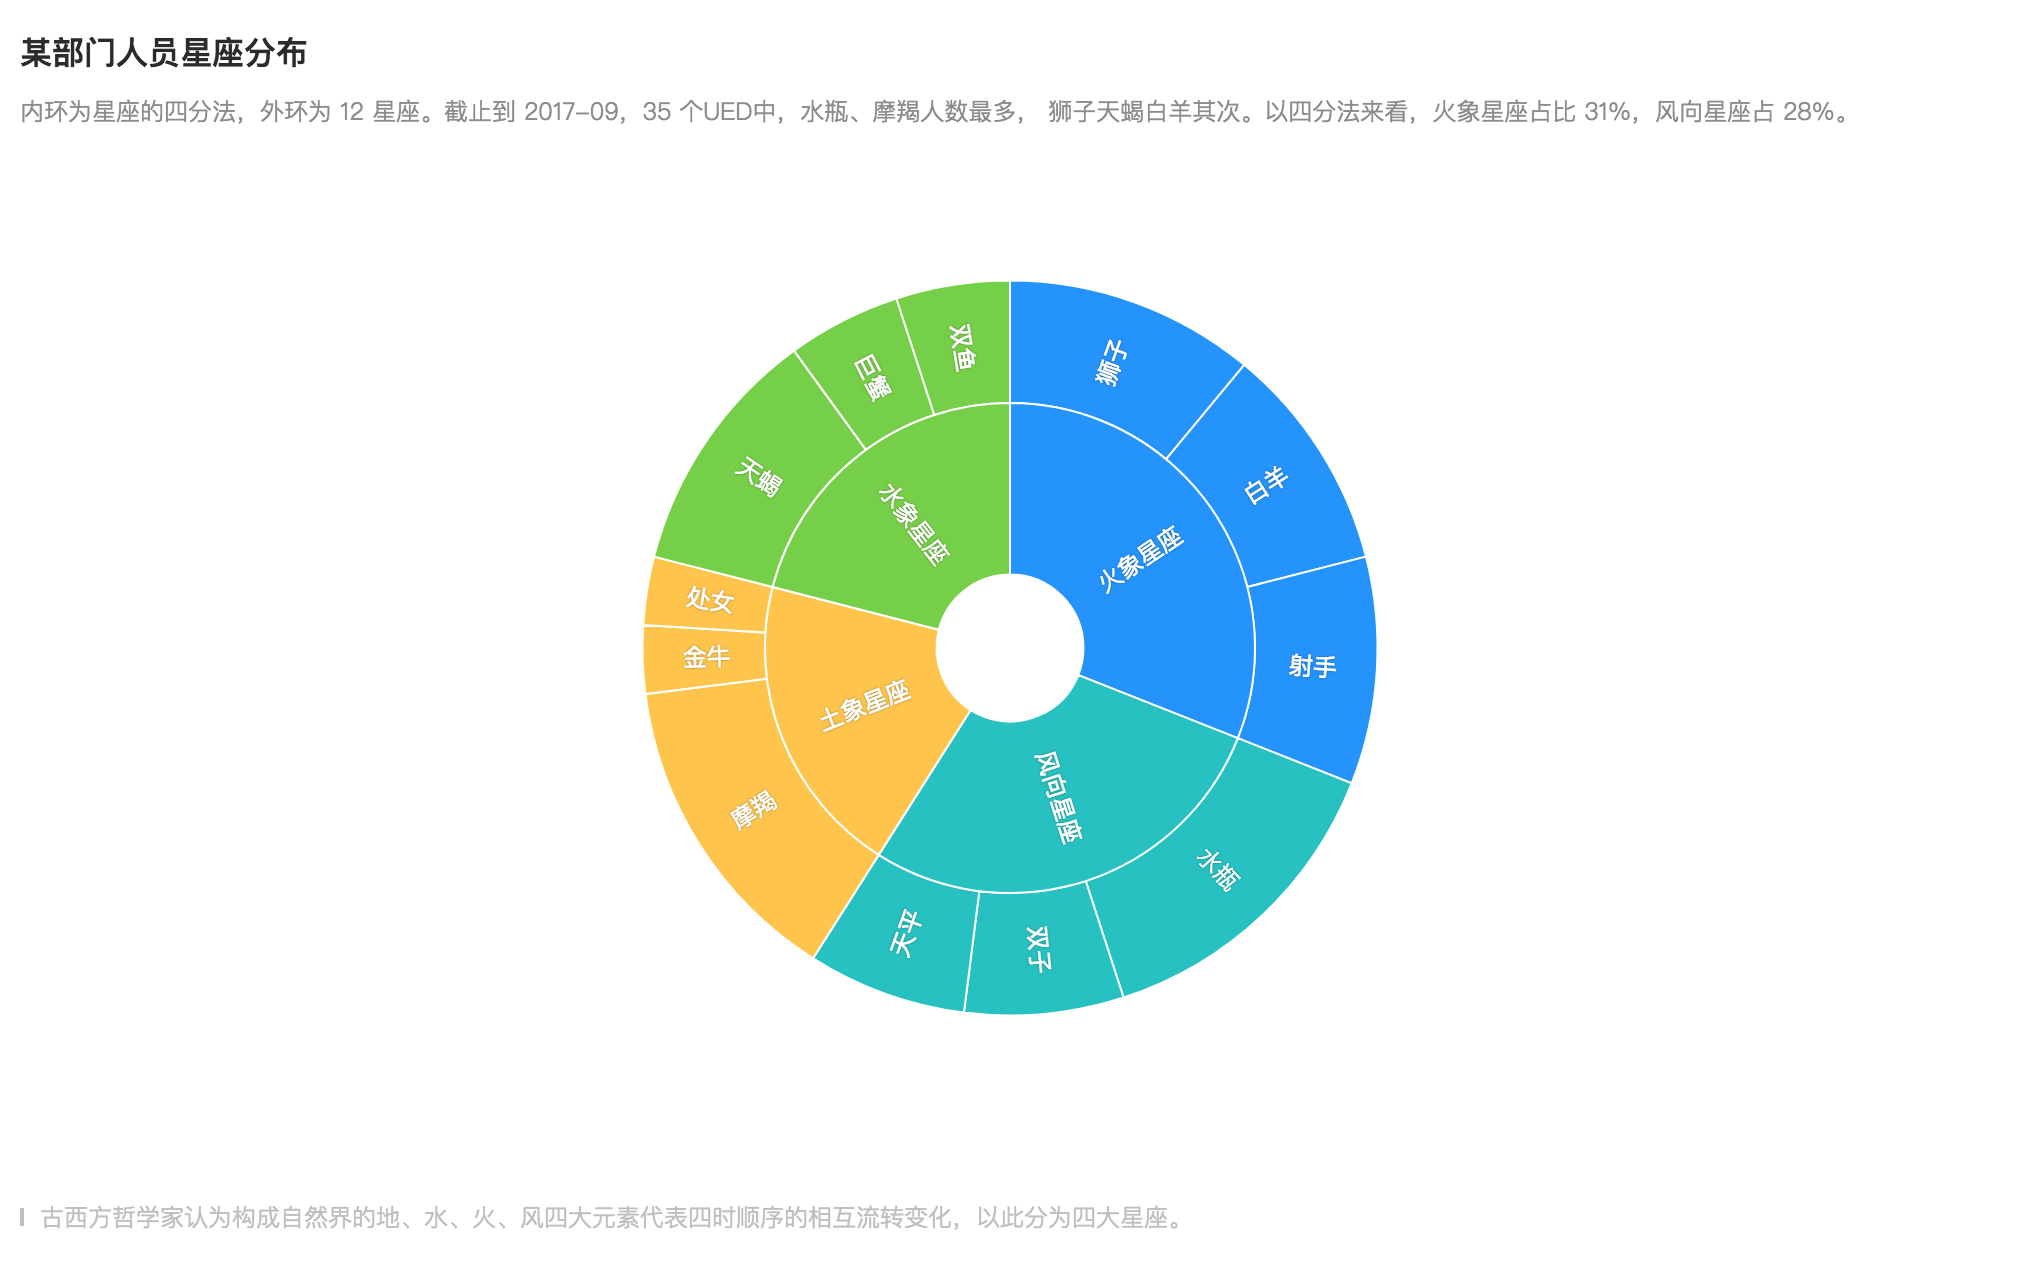 某部门人员星座分布
内环为星座的四分法，外环为 12 星座。截止到 2017-09，35 个UED中，水瓶、摩羯人数最多， 狮子天蝎白羊其次。以四分法来看，火象星座占比 31%，风向星座占 28%。
双鱼
狮子
巨蟹
天蝎
白羊
水象星座
火象星座
处女
金牛
射手
土象星座
风向星座
摩羯
水瓶
天平
双子
古西方哲学家认为构成自然界的地、水、火、风四大元素代表四时顺序的相互流转变化，以此分为四大星座。